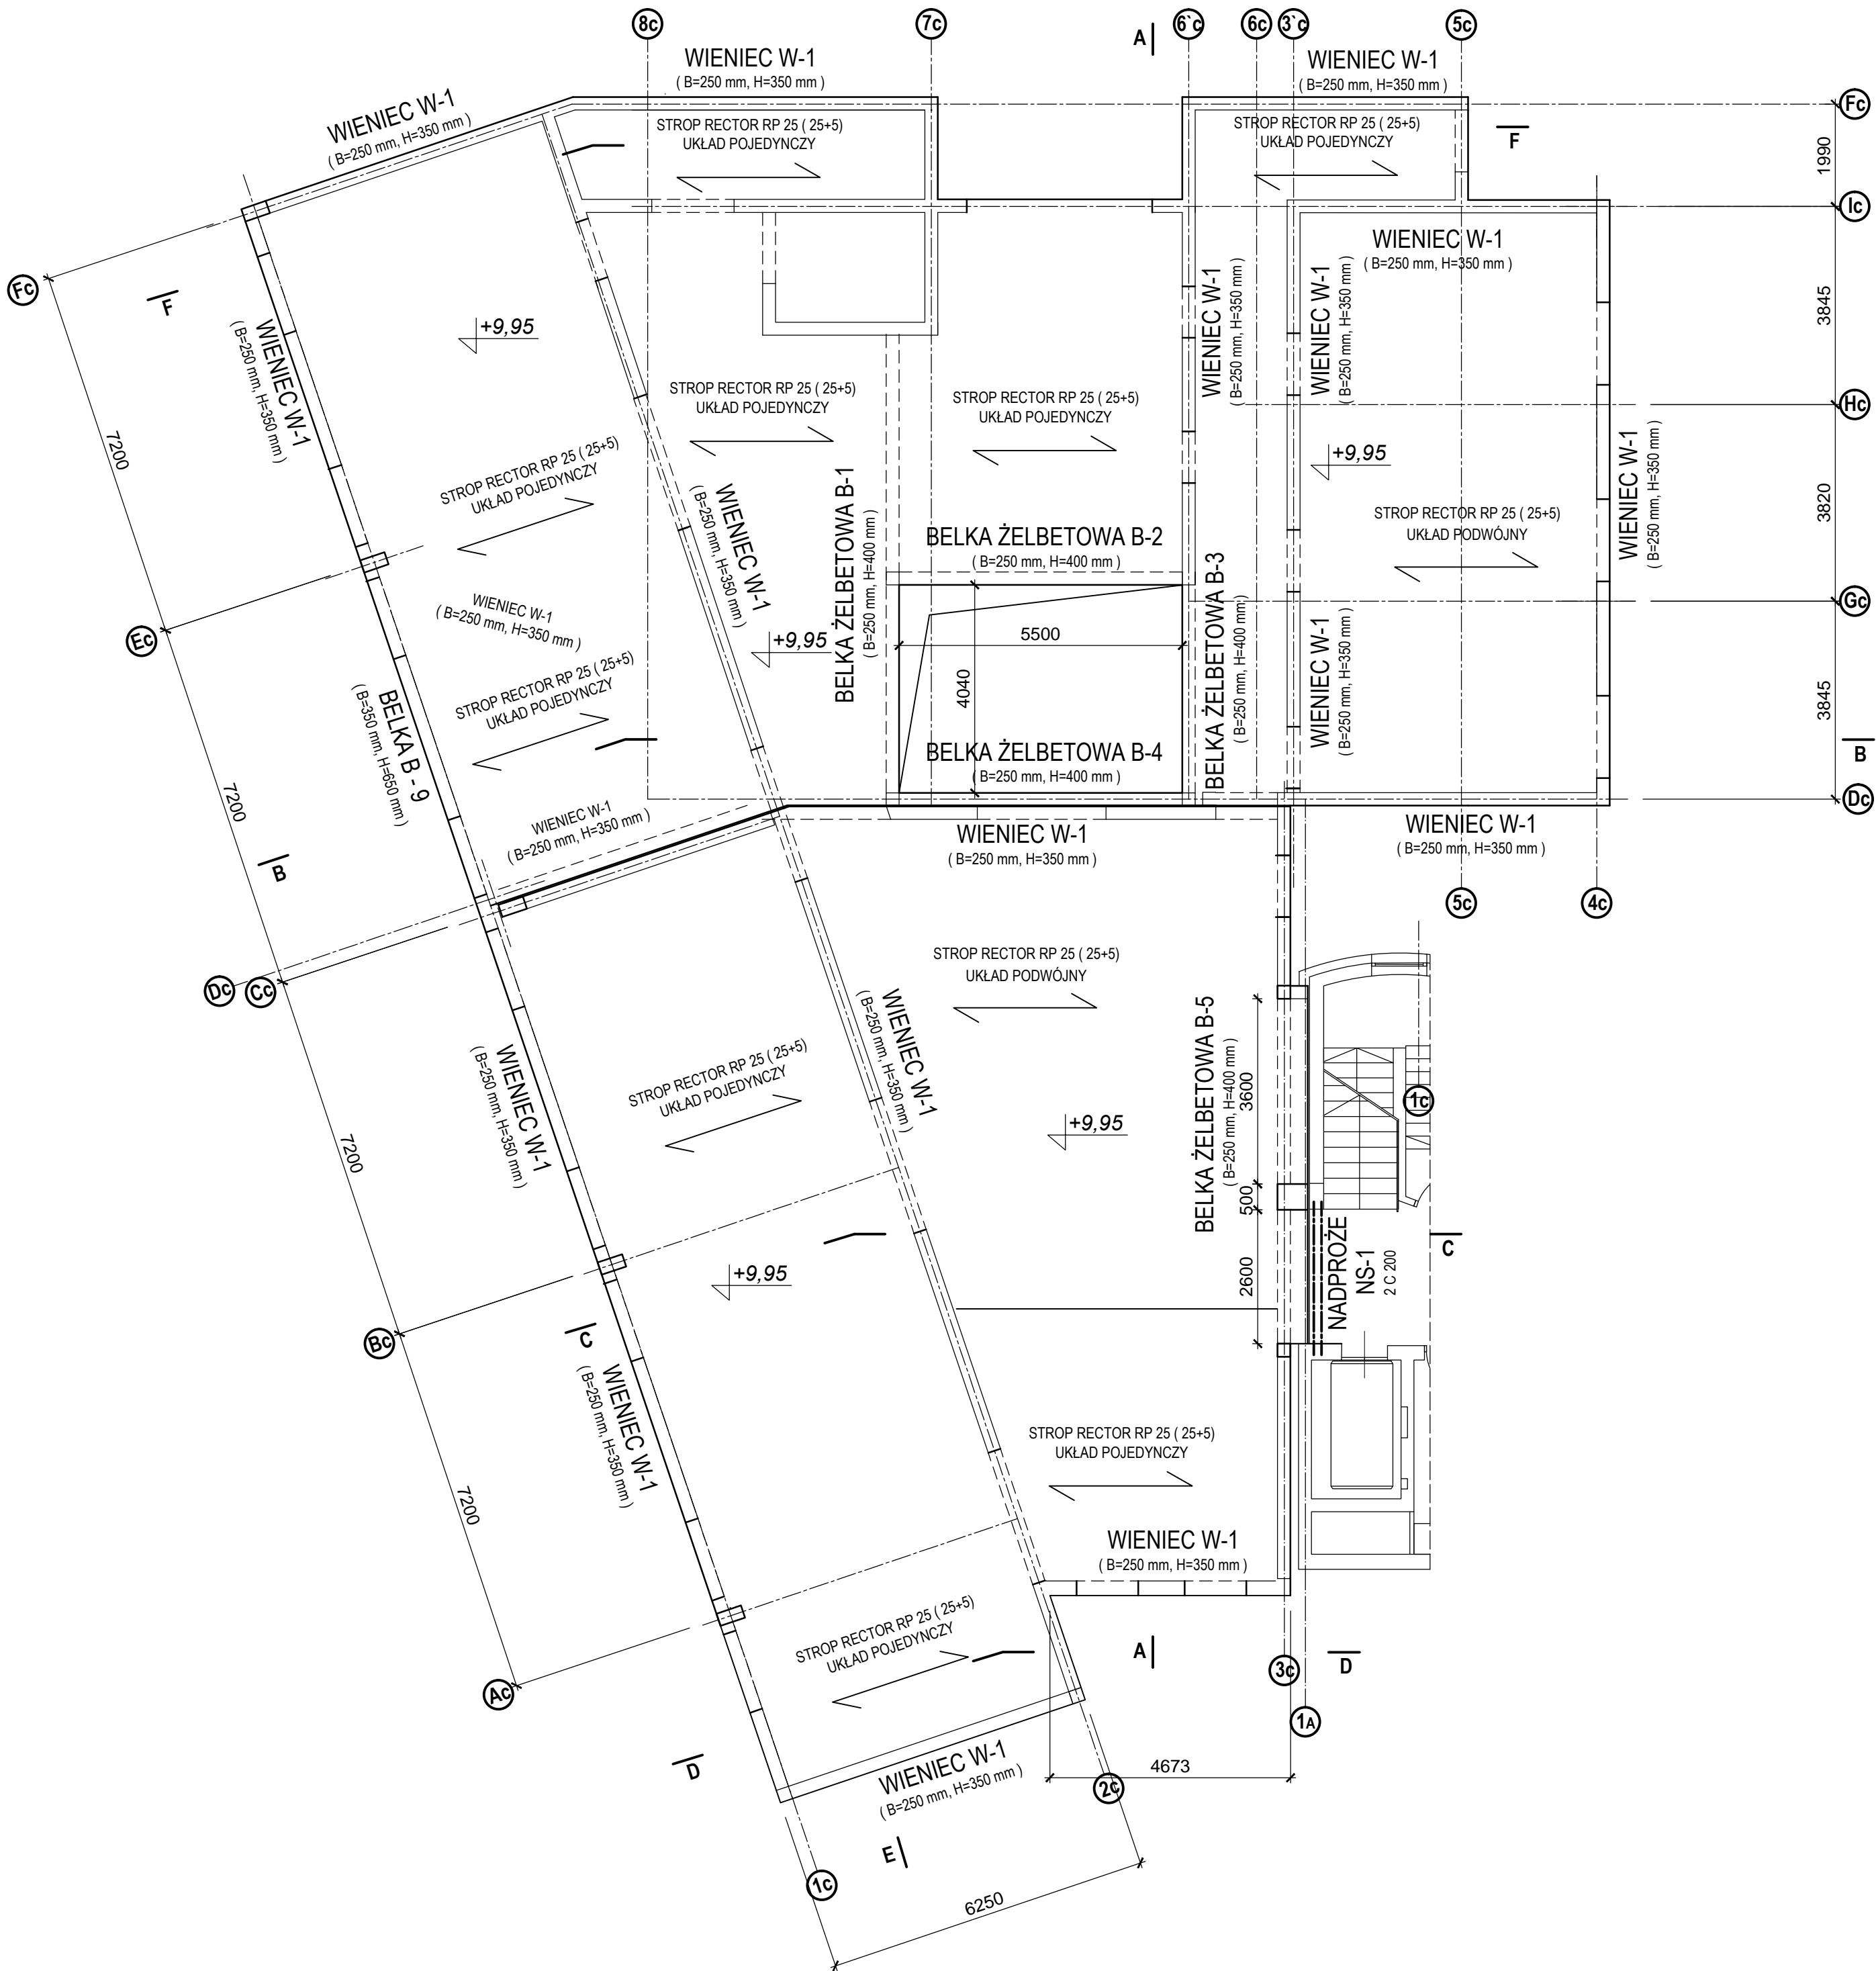 8c
7c
A
6`c
6c
3`c
5c
WIENIEC W-1
( B=250 mm, H=350 mm )
WIENIEC W-1
( B=250 mm, H=350 mm )
WIENIEC W-1
( B=250 mm, H=350 mm )
STROP RECTOR RP 25 ( 25+5)
UKŁAD POJEDYNCZY
STROP RECTOR RP 25 ( 25+5)
UKŁAD POJEDYNCZY
F
Fc
1990
Ic
WIENIEC W-1
( B=250 mm, H=350 mm )
Fc
F
+9,95
WIENIEC W-1
( B=250 mm, H=350 mm )
WIENIEC W-1
( B=250 mm, H=350 mm )
WIENIEC W-1
( B=250 mm, H=350 mm )
3845
Hc
7200
STROP RECTOR RP 25 ( 25+5)
UKŁAD POJEDYNCZY
STROP RECTOR RP 25 ( 25+5)
UKŁAD POJEDYNCZY
STROP RECTOR RP 25 ( 25+5)
UKŁAD POJEDYNCZY
+9,95
WIENIEC W-1
( B=250 mm, H=350 mm )
3820
STROP RECTOR RP 25 ( 25+5)
UKŁAD PODWÓJNY
WIENIEC W-1
( B=250 mm, H=350 mm )
BELKA ŻELBETOWA B-1
( B=250 mm, H=400 mm )
BELKA ŻELBETOWA B-2
( B=250 mm, H=400 mm )
BELKA ŻELBETOWA B-3
( B=250 mm, H=400 mm )
Gc
Ec
WIENIEC W-1
( B=250 mm, H=350 mm )
+9,95
5500
4040
WIENIEC W-1
( B=250 mm, H=350 mm )
3845
STROP RECTOR RP 25 ( 25+5)
UKŁAD POJEDYNCZY
BELKA B - 9
( B=350 mm, H=650 mm )
BELKA ŻELBETOWA B-4
( B=250 mm, H=400 mm )
B
Dc
7200
WIENIEC W-1
( B=250 mm, H=350 mm )
WIENIEC W-1
( B=250 mm, H=350 mm )
WIENIEC W-1
( B=250 mm, H=350 mm )
B
5c
4c
Dc
Cc
STROP RECTOR RP 25 ( 25+5)
UKŁAD PODWÓJNY
WIENIEC W-1
( B=250 mm, H=350 mm )
WIENIEC W-1
( B=250 mm, H=350 mm )
STROP RECTOR RP 25 ( 25+5)
UKŁAD POJEDYNCZY
BELKA ŻELBETOWA B-5
( B=250 mm, H=400 mm )
3600
1c
+9,95
7200
500
2600
NADPROŻE
NS-1
2 C 200
C
+9,95
Bc
C
WIENIEC W-1
( B=250 mm, H=350 mm )
STROP RECTOR RP 25 ( 25+5)
UKŁAD POJEDYNCZY
7200
WIENIEC W-1
( B=250 mm, H=350 mm )
STROP RECTOR RP 25 ( 25+5)
UKŁAD POJEDYNCZY
A
3c
D
Ac
1A
D
WIENIEC W-1
( B=250 mm, H=350 mm )
4673
2c
E
1c
6250